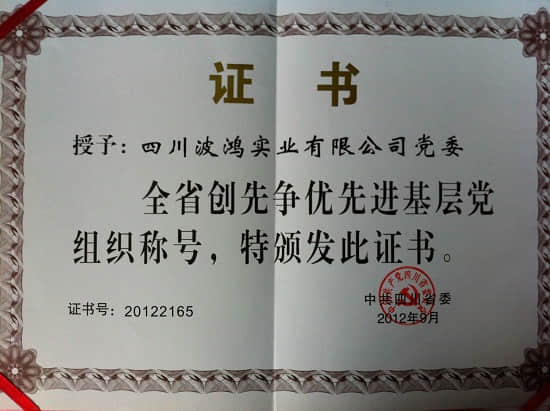 证 书
授予：四川波鸿实业有限公司党委
全省创先争优先进基层党
组织称号，特颁发此证书。
中共四川省委
证书号：20122165
2012年9月